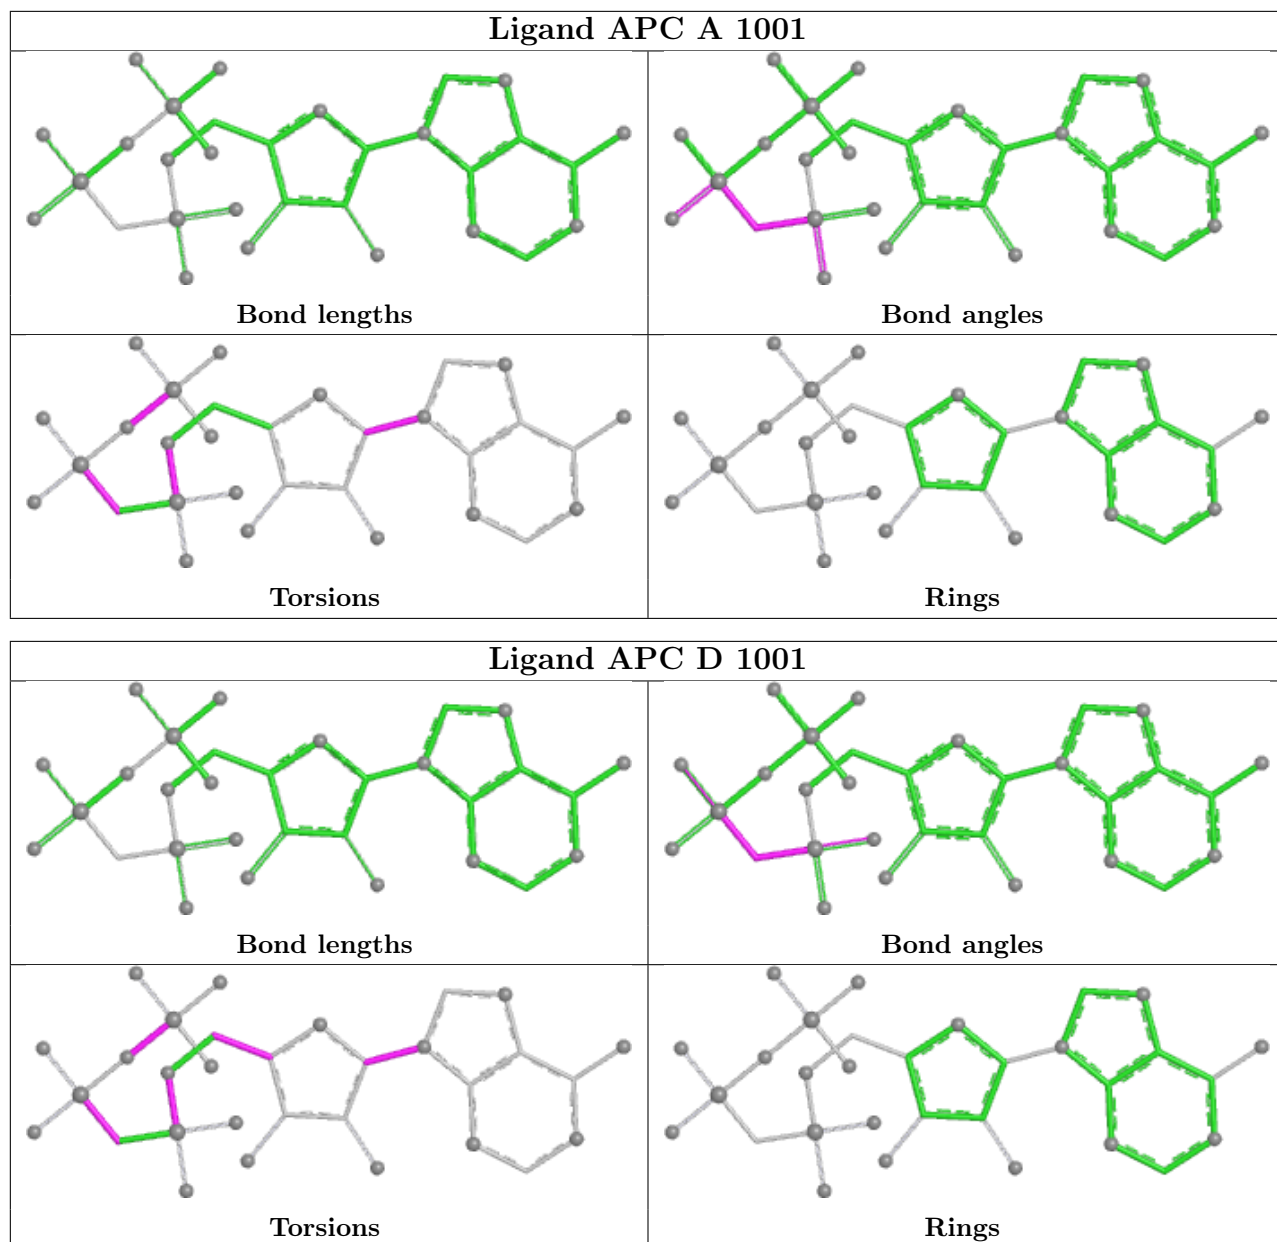 Ligand APC A 1001
Bond lengths
Bond angles
Torsions
Rings
Ligand APC D 1001
Bond lengths
Bond angles
Torsions
Rings